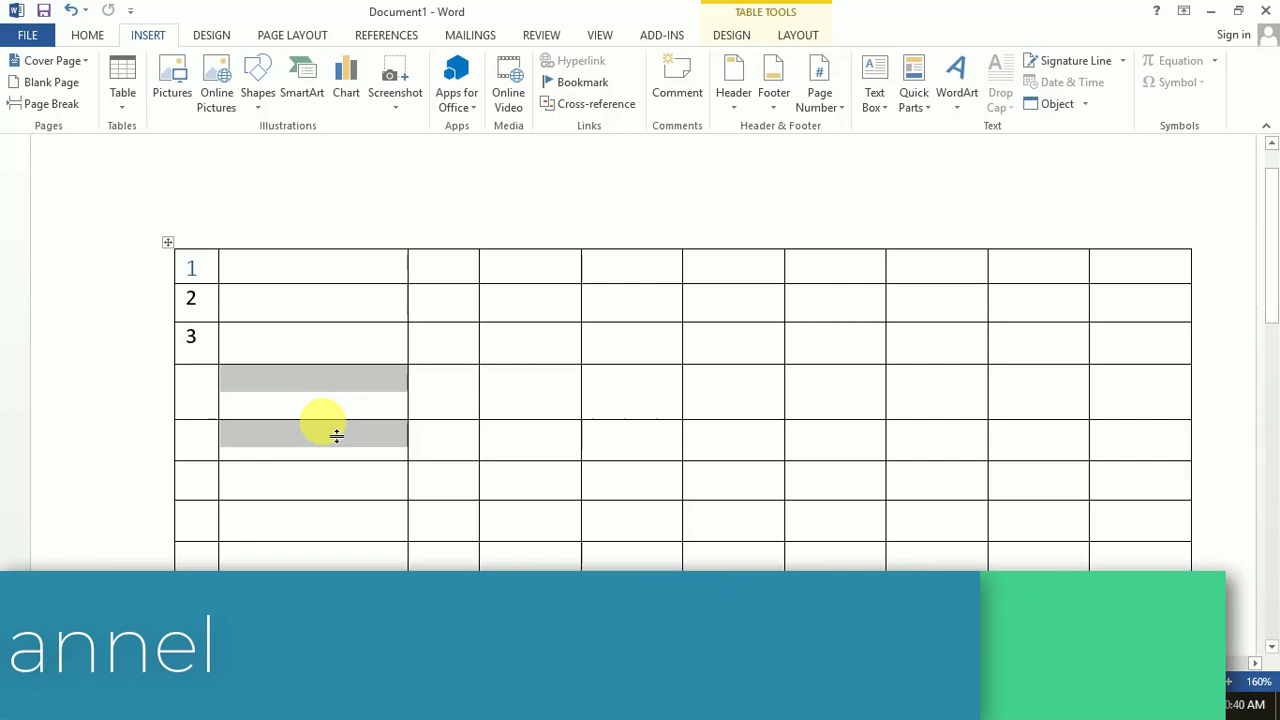 Document1 - Word
TABLE TOOLS
?
FILE
HOME
INSERT
DESIGN
PAGE LAYOUT
REFERENCES
MAILINGS
REVIEW
VIEW
ADD-INS
DESIGN
LAYOUT
Sign in
Cover Page
Blank Page
Page Break
Pages
Table
Tables
Pictures
Online Pictures
Shapes
SmartArt
Chart
Screenshot
Illustrations
Apps for Office
Apps
Online Video
Media
Hyperlink
Bookmark
Cross-reference
Links
Comment
Comments
Header
Footer
Page Number
Header & Footer
Text Box
Quick Parts
WordArt
Drop Cap
Signature Line
Date & Time
Object
Text
Equation
Symbol
Symbols
1
2
3
annel
160%
0:40 AM